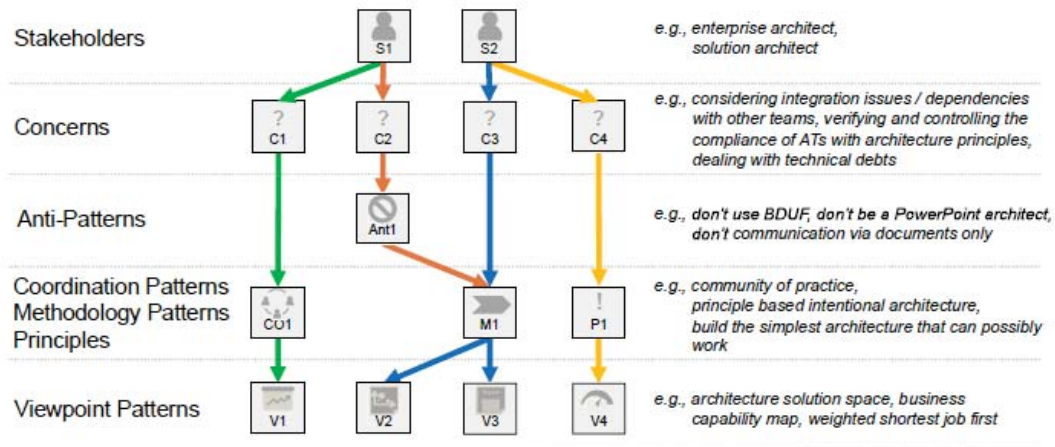 Stakeholders
S1
S2
e.g., enterprise architect,
solution architect
Concerns
?
C1
?
C2
?
C3
?
C4
e.g., considering integration issues / dependencies
with other teams, verifying and controlling the
compliance of ATs with architecture principles,
dealing with technical debts
Anti-Patterns
Ant1
e.g., don't use BDUF, don't be a PowerPoint architect,
don't communication via documents only
Coordination Patterns
Methodology Patterns
Principles
CO1
M1
!
P1
e.g., community of practice,
principle based intentional architecture,
build the simplest architecture that can possibly
work
Viewpoint Patterns
V1
V2
V3
V4
e.g., architecture solution space, business
capability map, weighted shortest job first